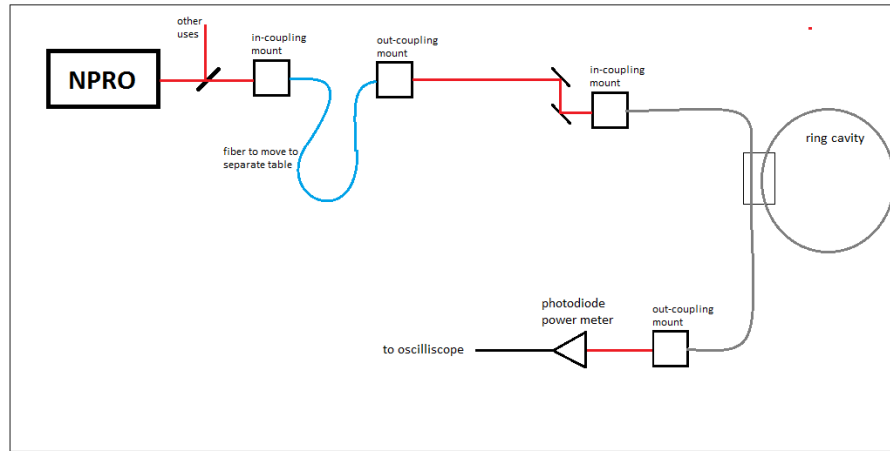 other
uses
in-coupling
mount
out-coupling
mount
NPRO
in-coupling
mount
fiber to move to
separate table
ring cavity
photodiode
power meter
out-coupling
mount
to oscilliscope